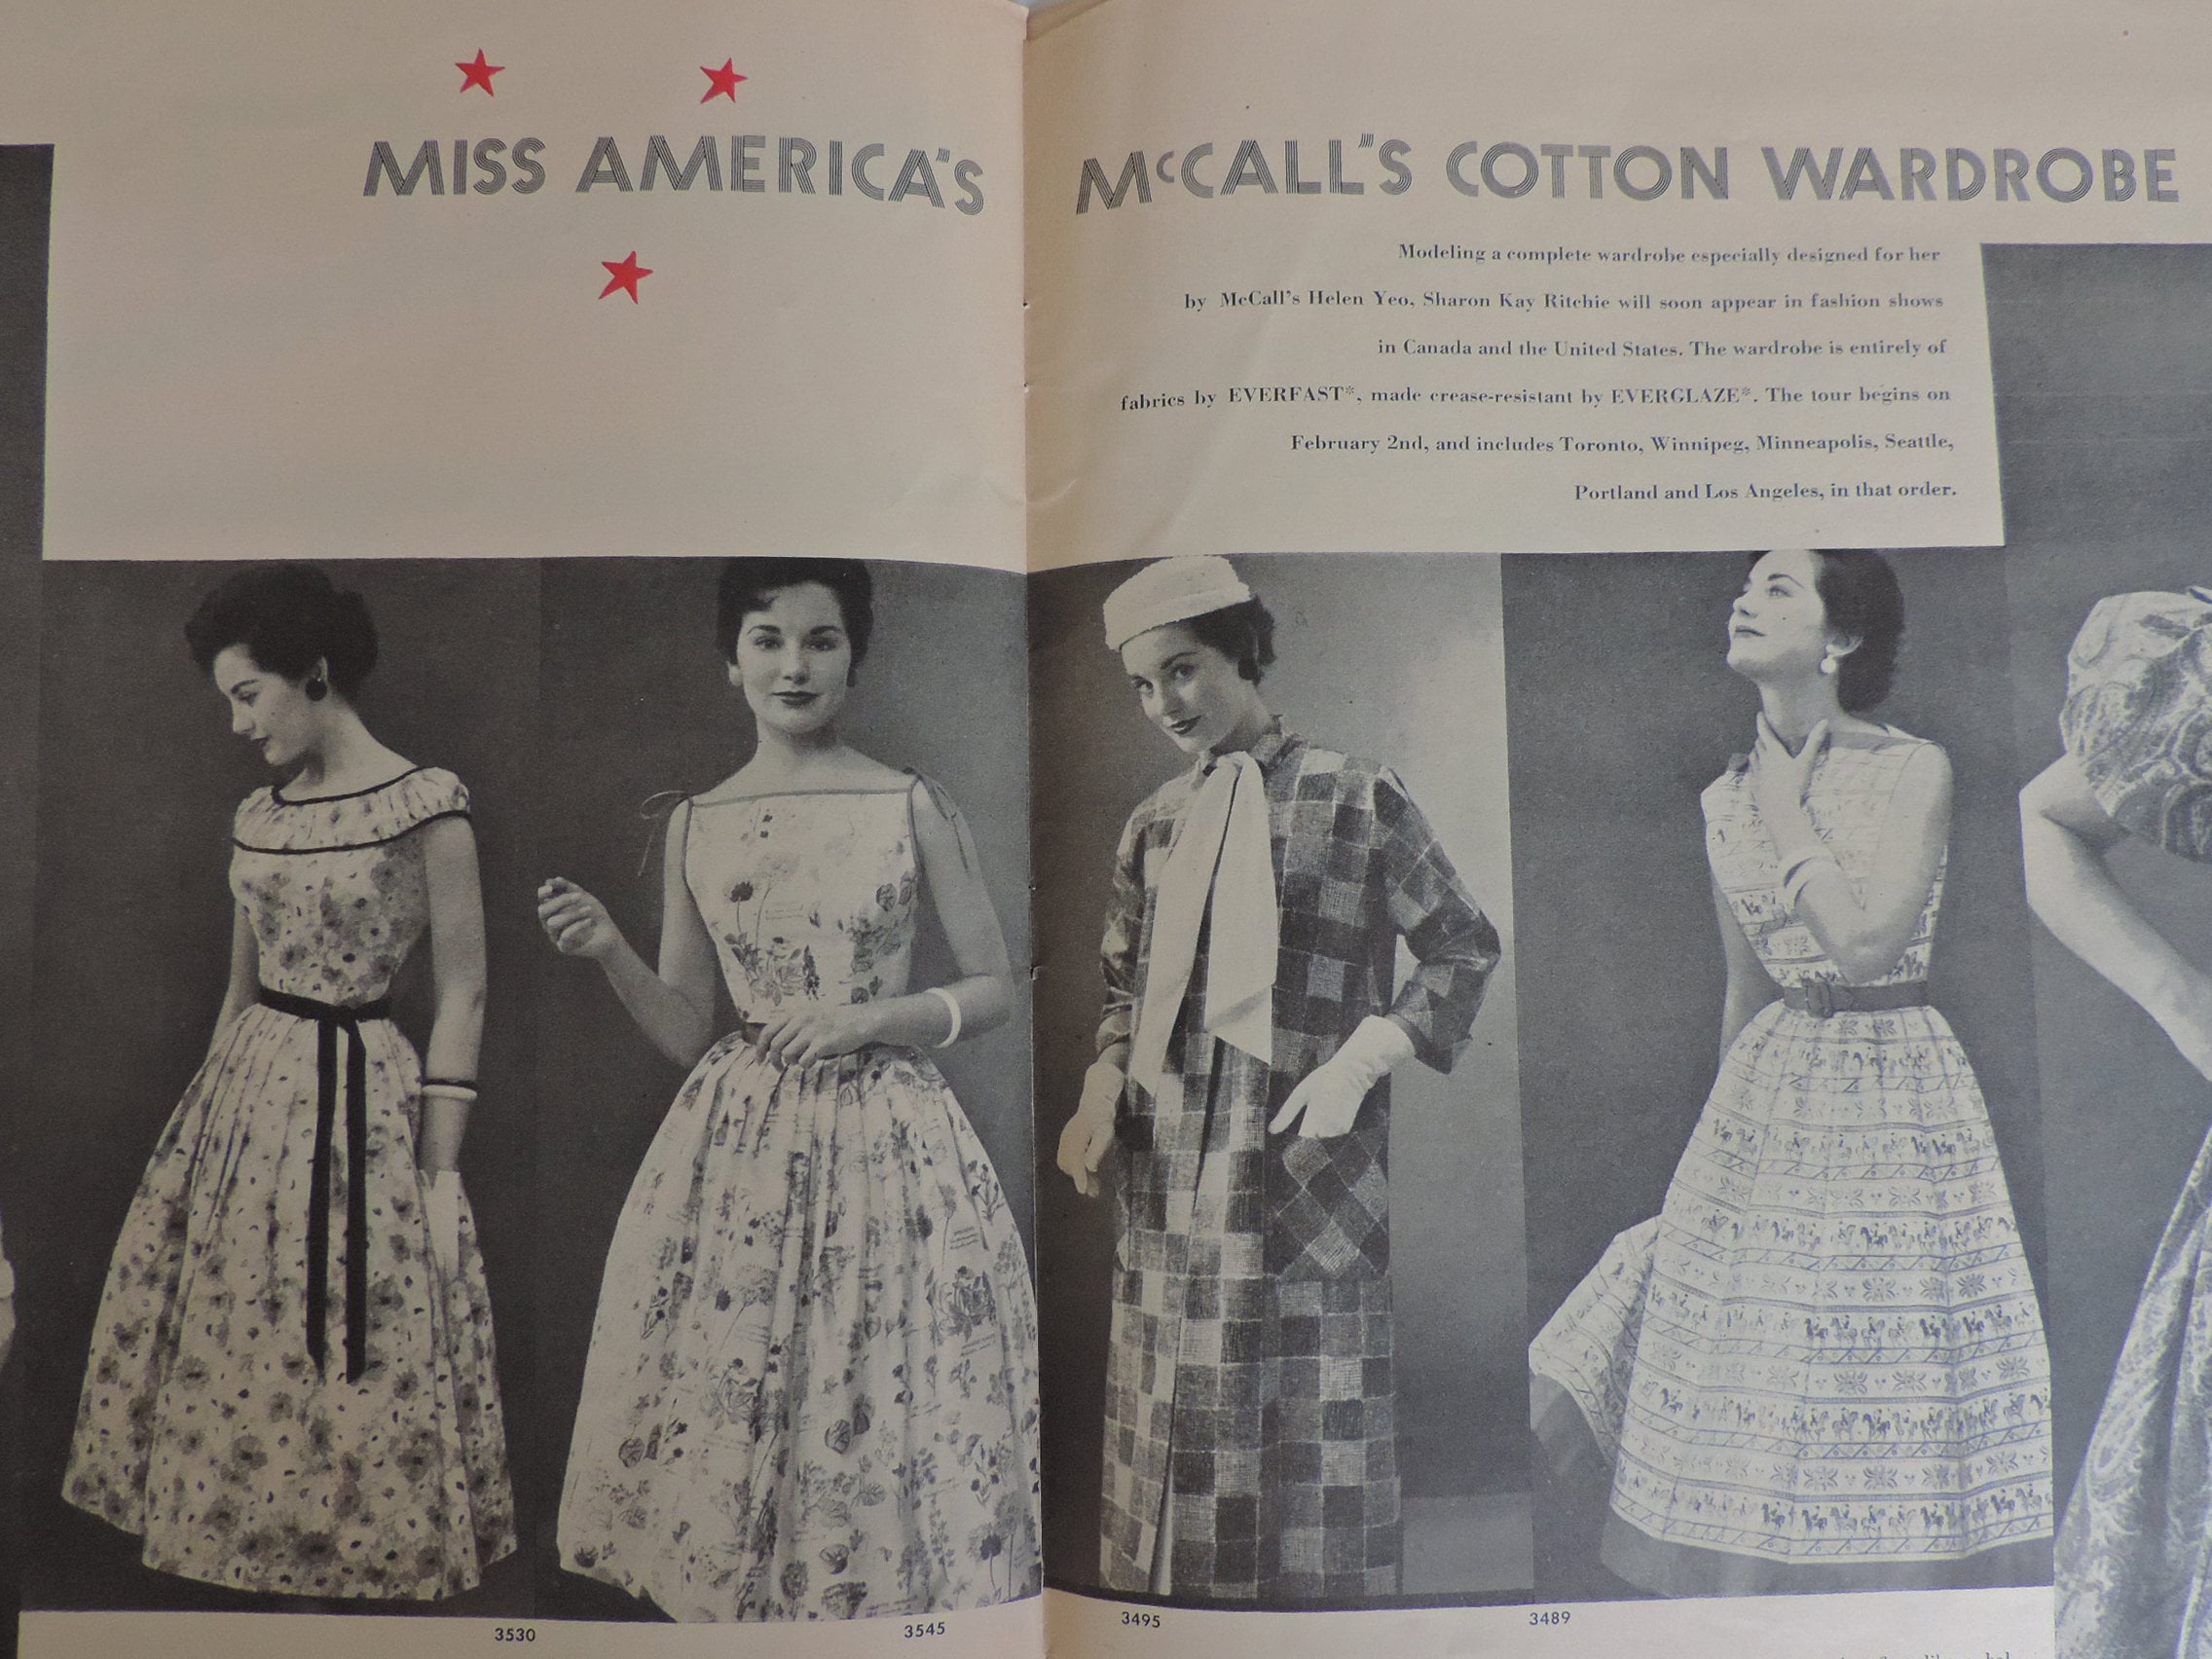 MISS AMERICA'S McCALL'S COTTON WARDROBE
Modeling a complete wardrobe especially designed for her
by McCall's Helen Yeo, Sharon Kay Ritchie will soon appear in fashion shows
in Canada and the United States. The wardrobe is entirely of
fabrics by EVERFAST*, made crease-resistant by EVERGLAZE*. The tour begins on
February 2nd, and includes Toronto, Winnipeg, Minneapolis, Seattle,
Portland and Los Angeles, in that order.
3530
3545
3495
3489